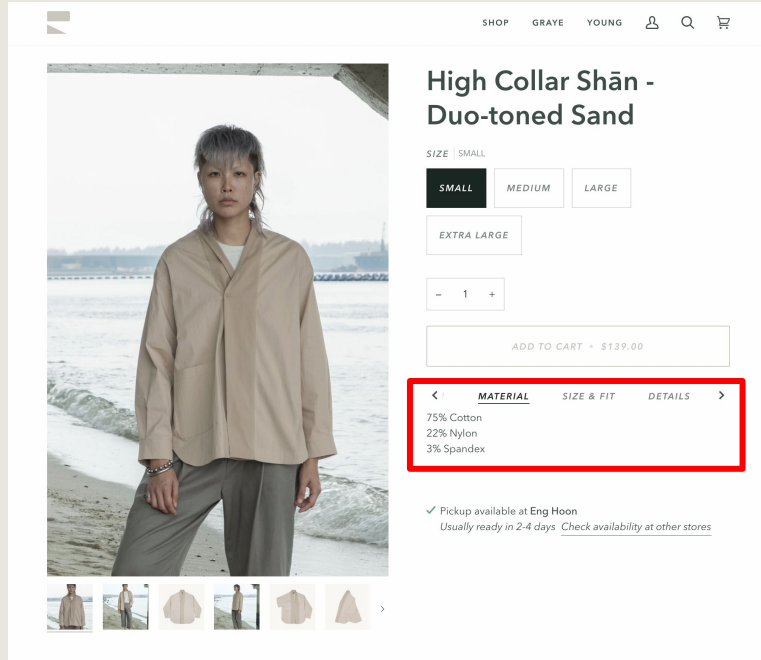 SHOP GRAYE YOUNG
High Collar Shān -
Duo-toned Sand
SIZE SMALL
SMALL MEDIUM LARGE
EXTRA LARGE
− 1 +
ADD TO CART • $139.00
MATERIAL SIZE & FIT DETAILS
75% Cotton
22% Nylon
3% Spandex
Pickup available at Eng Hoon
Usually ready in 2-4 days Check availability at other stores